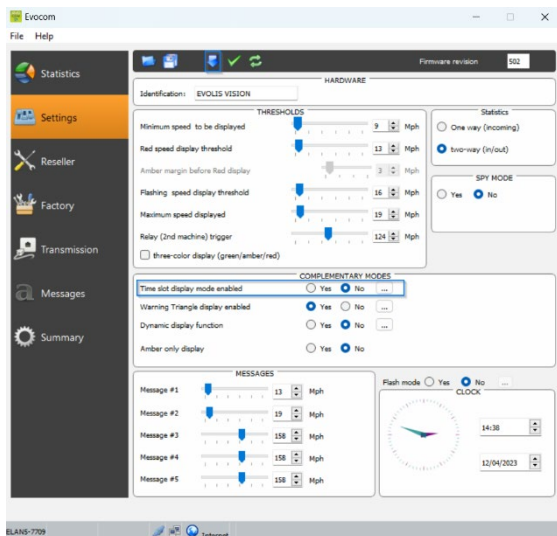 Evocom
File Help
Statistics
Settings
Reseller
Factory
Transmission
Messages
Summary
Firmware revision 502
HARDWARE
Identification: EVOLIS VISION
THRESHOLDS
Minimum speed to be displayed 9 Mph
Red speed display threshold 13 Mph
Amber margin before Red display 3 Mph
Flashing speed display threshold 16 Mph
Maximum speed displayed 19 Mph
Relay (2nd machine) trigger 124 Mph
three-color display (green/amber/red)
Statistics
One way (incoming)
two-way (in/out)
SPY MODE
Yes No
COMPLEMENTARY MODES
Time slot display mode enabled Yes No ...
Warning Triangle display enabled Yes No ...
Dynamic display function Yes No ...
Amber only display Yes No
MESSAGES
Message #1 13 Mph
Message #2 19 Mph
Message #3 158 Mph
Message #4 158 Mph
Message #5 158 Mph
Flash mode Yes No ...
CLOCK
14:38
12/04/2023
ELANS-7709
Internet